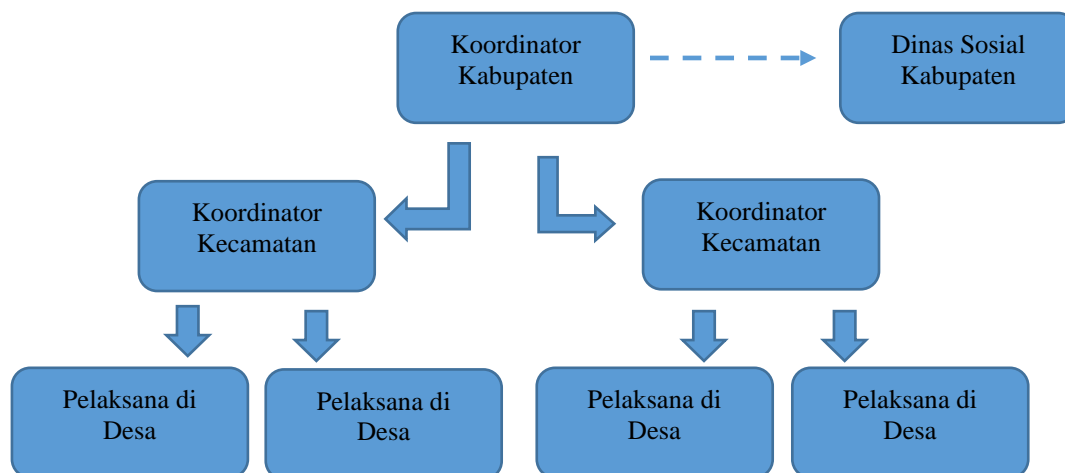 Koordinator
Kabupaten
Dinas Sosial
Kabupaten
Koordinator
Kecamatan
Koordinator
Kecamatan
Pelaksana di
Desa
Pelaksana di
Desa
Pelaksana di
Desa
Pelaksana di
Desa